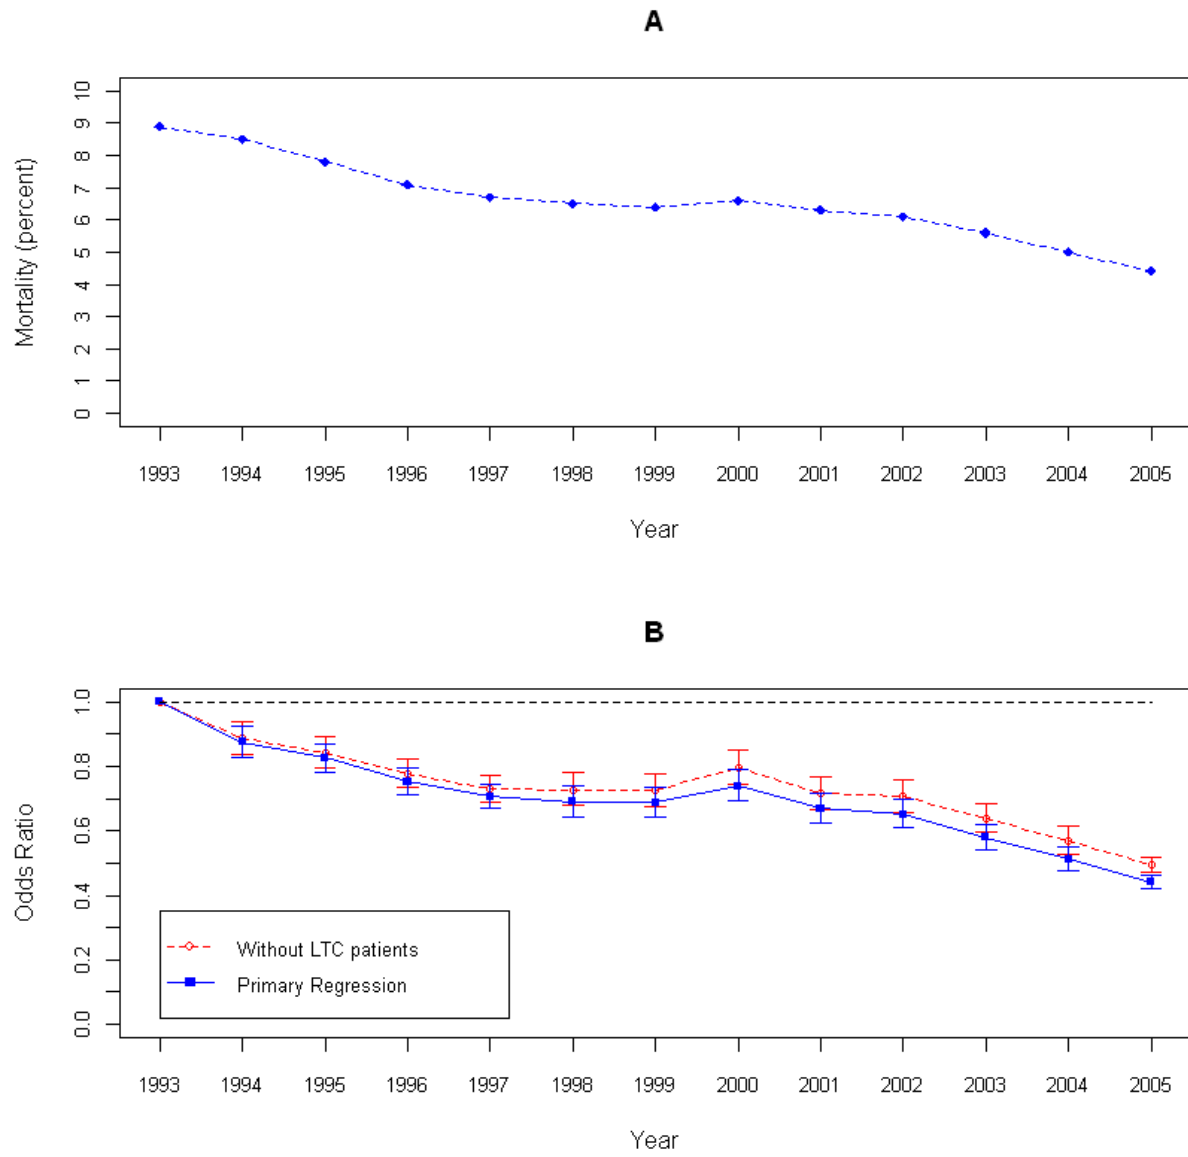 A
Mortality (percent)
10
9
8
7
6
5
4
3
2
1
0
1993 1994 1995 1996 1997 1998 1999 2000 2001 2002 2003 2004 2005
Year
B
Odds Ratio
1.0
0.8
0.6
0.4
0.2
0.0
Without LTC patients
Primary Regression
1993 1994 1995 1996 1997 1998 1999 2000 2001 2002 2003 2004 2005
Year